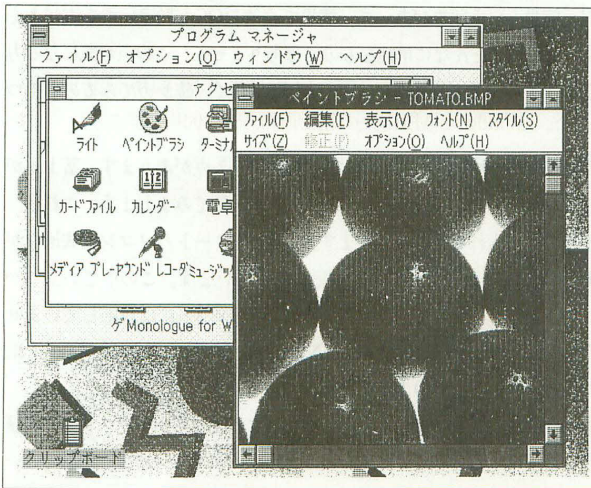 プログラム マネージャ
ファイル(F) オプション(O) ウィンドウ(W) ヘルプ(H)
アクセ
ライト ペイントブラシ ターミナル
カードファイル カレンダー 電卓
メディア プレーヤ ウンド レコーダ ミュージッ
Monologue for W
クリップボード
ペイントブラシ - TOMATO.BMP
ファイル(F) 編集(E) 表示(V) フォント(N) スタイル(S)
サイズ(Z) 修正(P) オプション(O) ヘルプ(H)